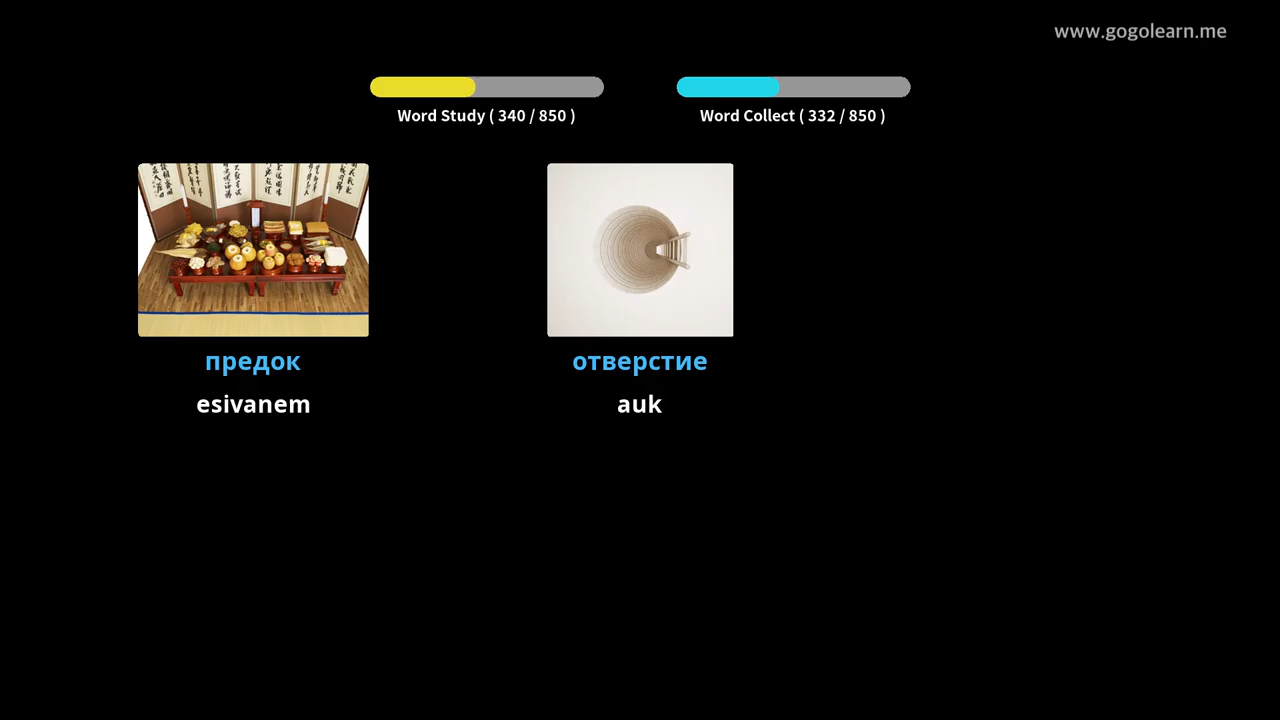 www.gogolearn.me
Word Study ( 340 / 850 )
Word Collect ( 332 / 850 )
предок
отверстие
esivanem
auk